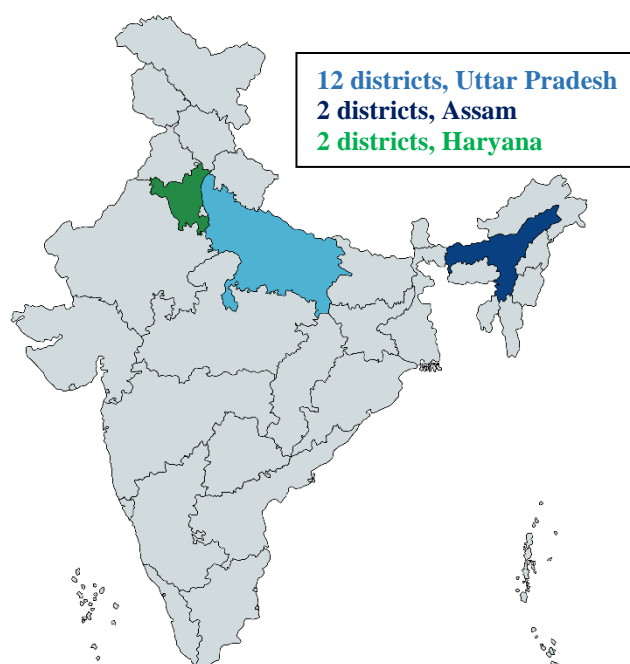 12 districts, Uttar Pradesh
2 districts, Assam
2 districts, Haryana